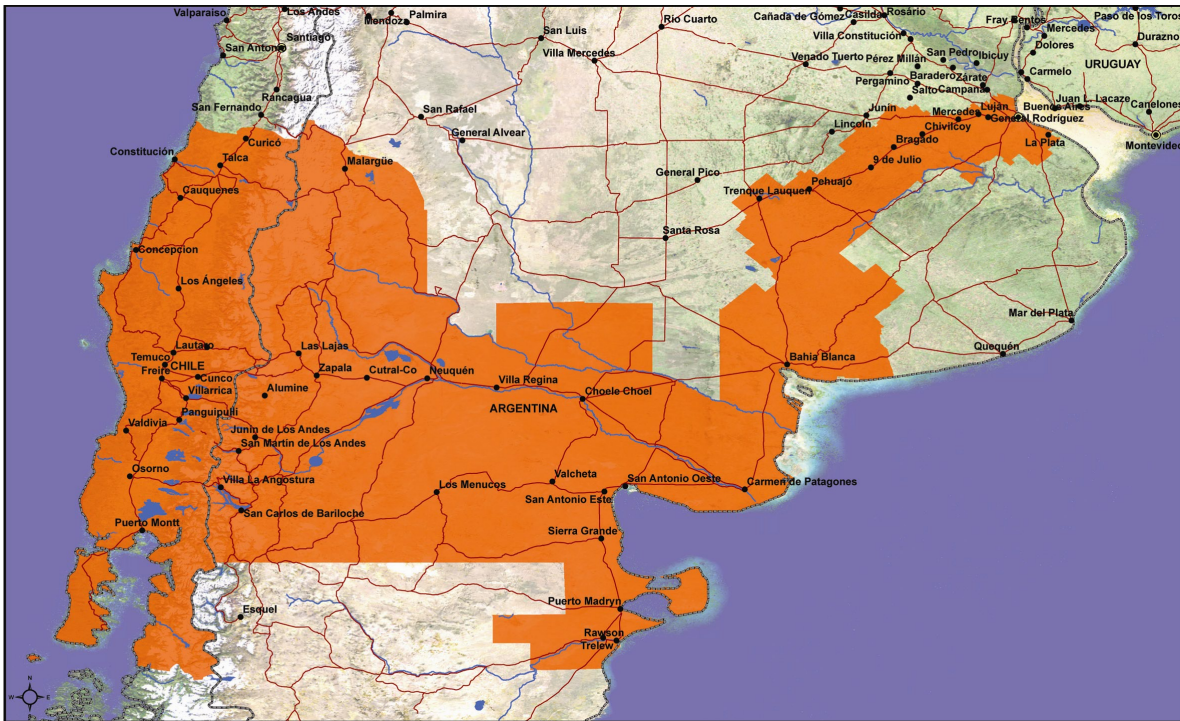 Valparaiso
Los Andes
Mendoza
Palmira
San Luis
Rio Cuarto
Cañada de Gómez
Casilda
Rosário
Fray Bentos
Paso de los Toros
Mercedes
Durazno
San Antonio
Santiago
Villa Mercedes
Villa Constitución
Venado Tuerto
Pérez Millán
San Pedro
Ibicuy
Dolores
URUGUAY
Pergamino
Baradero
Zárate
Carmelo
Salto
Campana
Rancagua
San Fernando
San Rafael
Junín
Mercedes
Luján
Buenos Aires
Juan L. Lacaze
Canelones
General Rodríguez
General Alvear
Lincoln
Chivilcoy
La Plata
Montevideo
Curicó
Bragado
Constitución
Talca
Malargüe
9 de Julio
General Pico
Pehuajó
Cauquenes
Trenque Lauquen
Santa Rosa
Concepcion
Los Ángeles
Mar del Plata
Quequén
Lautaro
Las Lajas
Temuco
CHILE
Bahia Blanca
Freire
Cunco
Zapala
Cutral-Co
Neuquén
Villa Regina
Villarrica
Alumine
Choele Choel
ARGENTINA
Panguipulli
Valdivia
Junin de Los Andes
San Martin de Los Andes
Osorno
Villa La Angostura
Valcheta
San Antonio Oeste
Los Menucos
San Antonio Este
Carmen de Patagones
San Carlos de Bariloche
Puerto Montt
Sierra Grande
Esquel
Puerto Madryn
Rawson
Trelew
N
W
E
S